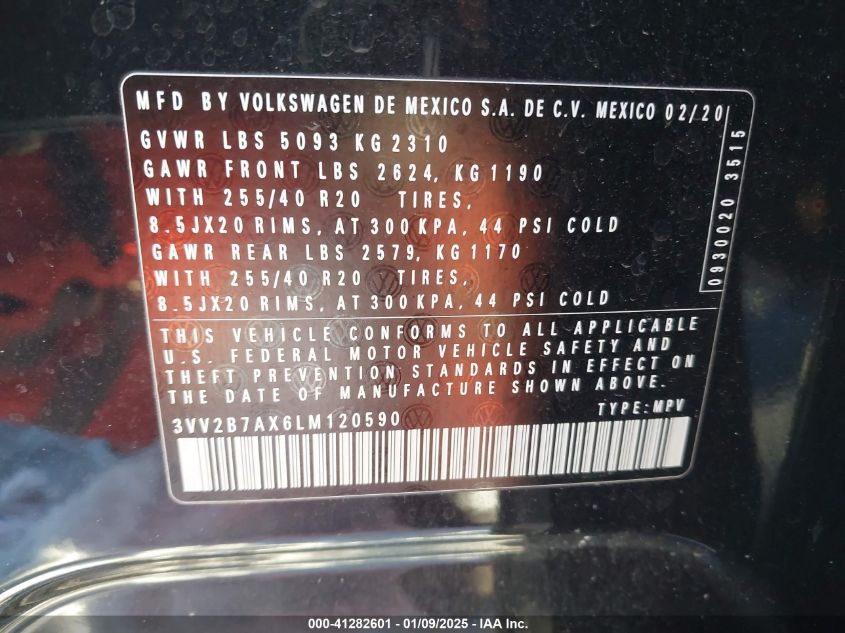 MFD BY VOLKSWAGEN DE MEXICO S.A. DE C.V. MEXICO 02/20
GVWR LBS 5093 KG 2310
GAWR FRONT LBS 2624, KG 1190
WITH 255/40 R20 TIRES,
8.5JX20 RIMS, AT 300 KPA, 44 PSI COLD
GAWR REAR LBS 2579, KG 1170
WITH 255/40 R20 TIRES,
8.5JX20 RIMS, AT 300 KPA, 44 PSI COLD
0930020 3515
THIS VEHICLE CONFORMS TO ALL APPLICABLE
U.S. FEDERAL MOTOR VEHICLE SAFETY AND
THEFT PREVENTION STANDARDS IN EFFECT ON
THE DATE OF MANUFACTURE SHOWN ABOVE.
3VV2B7AX6LM120590 TYPE: MPV
000-41282601 - 01/09/2025 - IAA Inc.